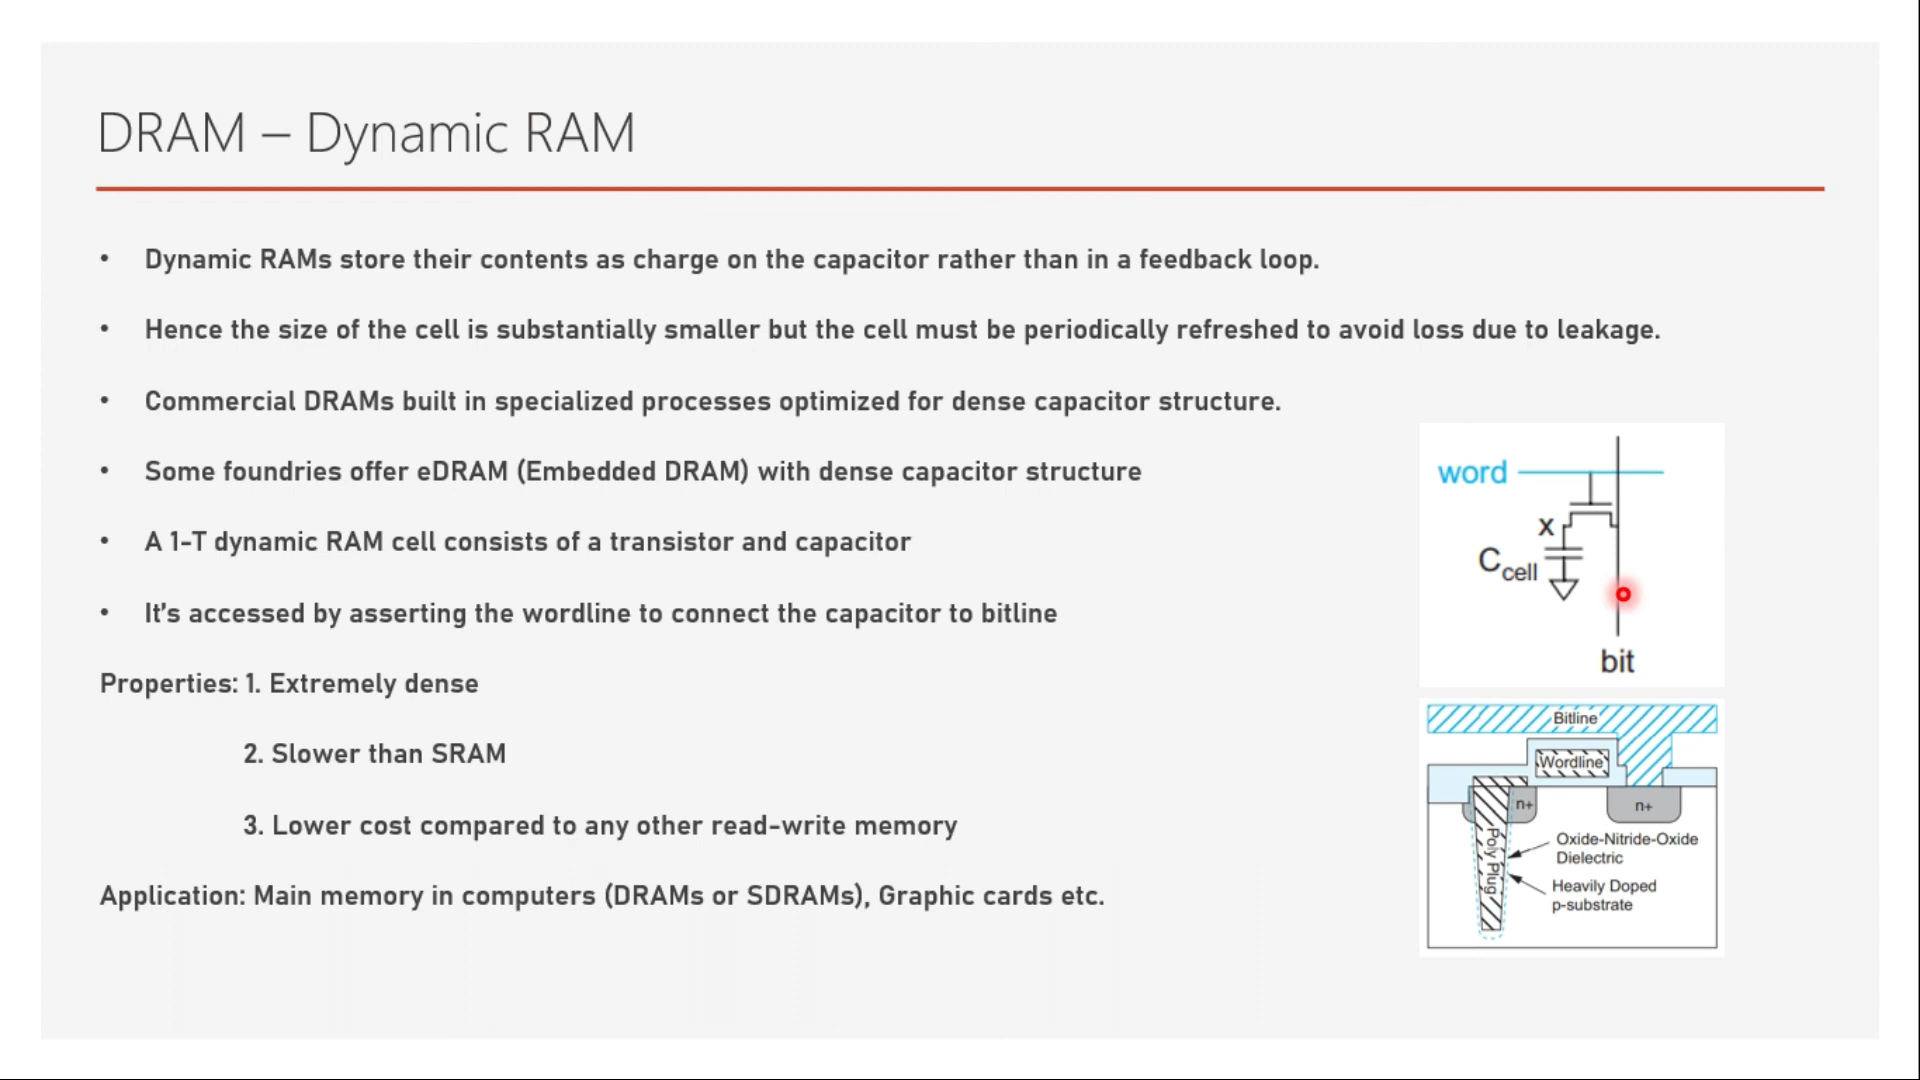 DRAM – Dynamic RAM
• Dynamic RAMs store their contents as charge on the capacitor rather than in a feedback loop.
• Hence the size of the cell is substantially smaller but the cell must be periodically refreshed to avoid loss due to leakage.
• Commercial DRAMs built in specialized processes optimized for dense capacitor structure.
• Some foundries offer eDRAM (Embedded DRAM) with dense capacitor structure
• A 1-T dynamic RAM cell consists of a transistor and capacitor
• It's accessed by asserting the wordline to connect the capacitor to bitline
Properties: 1. Extremely dense
2. Slower than SRAM
3. Lower cost compared to any other read-write memory
Application: Main memory in computers (DRAMs or SDRAMs), Graphic cards etc.
word
x
Ccell
bit
Bitline
Wordline
n+
n+
Poly Plug
Oxide-Nitride-Oxide
Dielectric
Heavily Doped
p-substrate